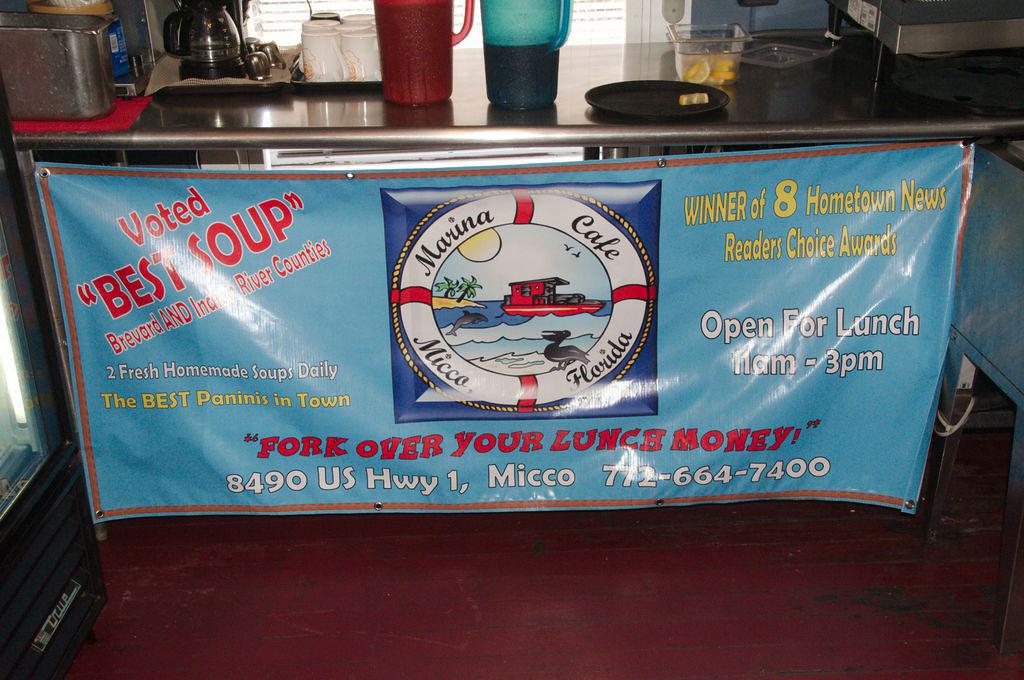 Voted
"BEST SOUP"
Brevard AND Indian River Counties
2 Fresh Homemade Soups Daily
The BEST Paninis in Town
Marina Cafe
Micco, Florida
WINNER of 8 Hometown News
Readers Choice Awards
Open For Lunch
11am - 3pm
"FORK OVER YOUR LUNCH MONEY!"
8490 US Hwy 1, Micco 772-664-7400
True